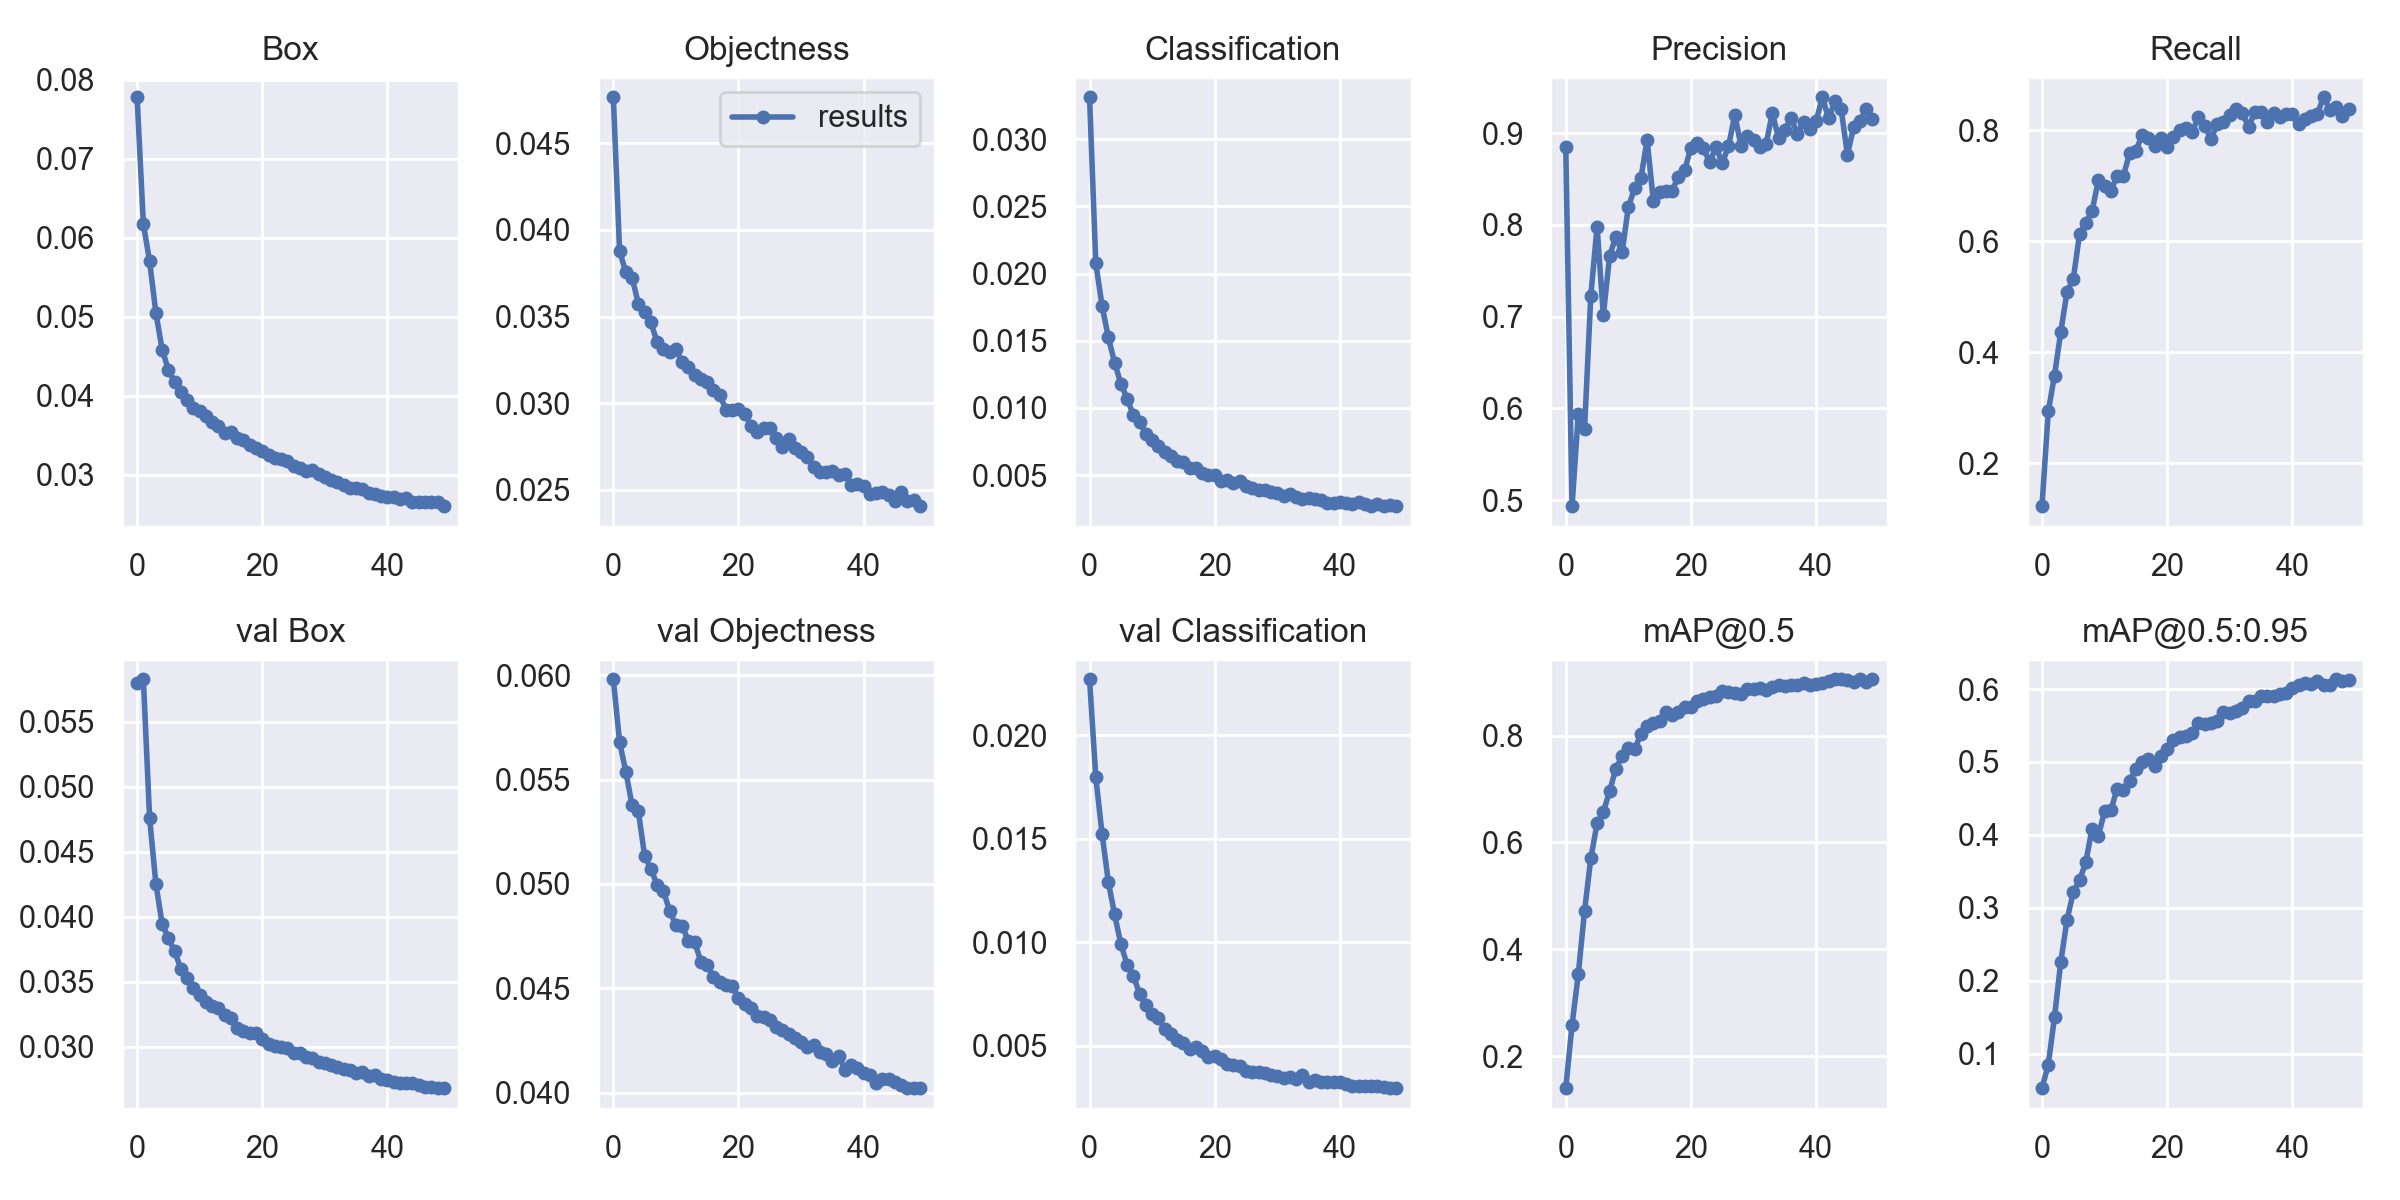 Box
Objectness
Classification
Precision
Recall
0.08
0.07
0.06
0.05
0.04
0.03
0 20 40
results
0.045
0.040
0.035
0.030
0.025
0 20 40
0.030
0.025
0.020
0.015
0.010
0.005
0 20 40
0.9
0.8
0.7
0.6
0.5
0 20 40
0.8
0.6
0.4
0.2
0 20 40
val Box
val Objectness
val Classification
mAP@0.5
mAP@0.5:0.95
0.055
0.050
0.045
0.040
0.035
0.030
0 20 40
0.060
0.055
0.050
0.045
0.040
0 20 40
0.020
0.015
0.010
0.005
0 20 40
0.8
0.6
0.4
0.2
0 20 40
0.6
0.5
0.4
0.3
0.2
0.1
0 20 40